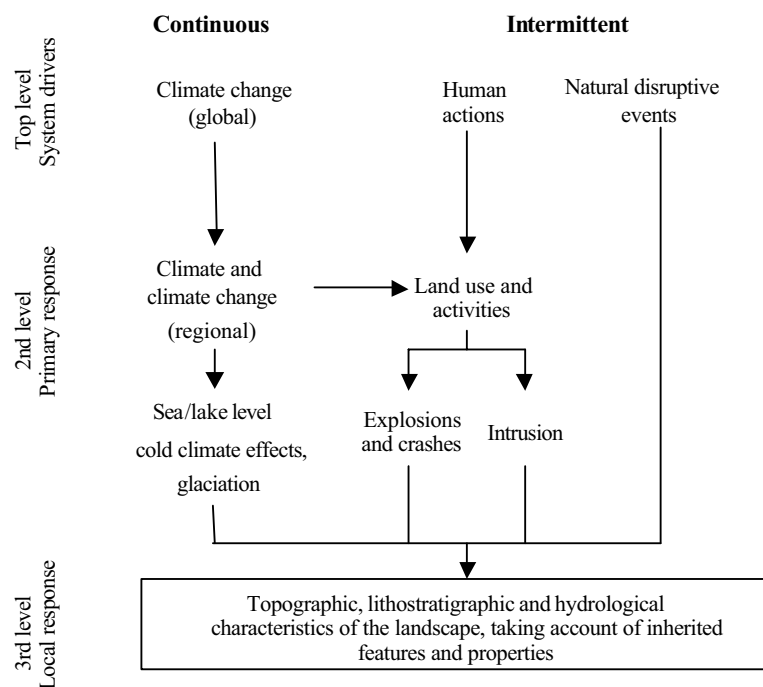 Continuous
Intermittent
Top level
System drivers
Climate change
(global)
Human
actions
Natural disruptive
events
2nd level
Primary response
Climate and
climate change
(regional)
Land use and
activities
Sea/lake level
cold climate effects,
glaciation
Explosions
and crashes
Intrusion
3rd level
Local response
Topographic, lithostratigraphic and hydrological
characteristics of the landscape, taking account of inherited
features and properties